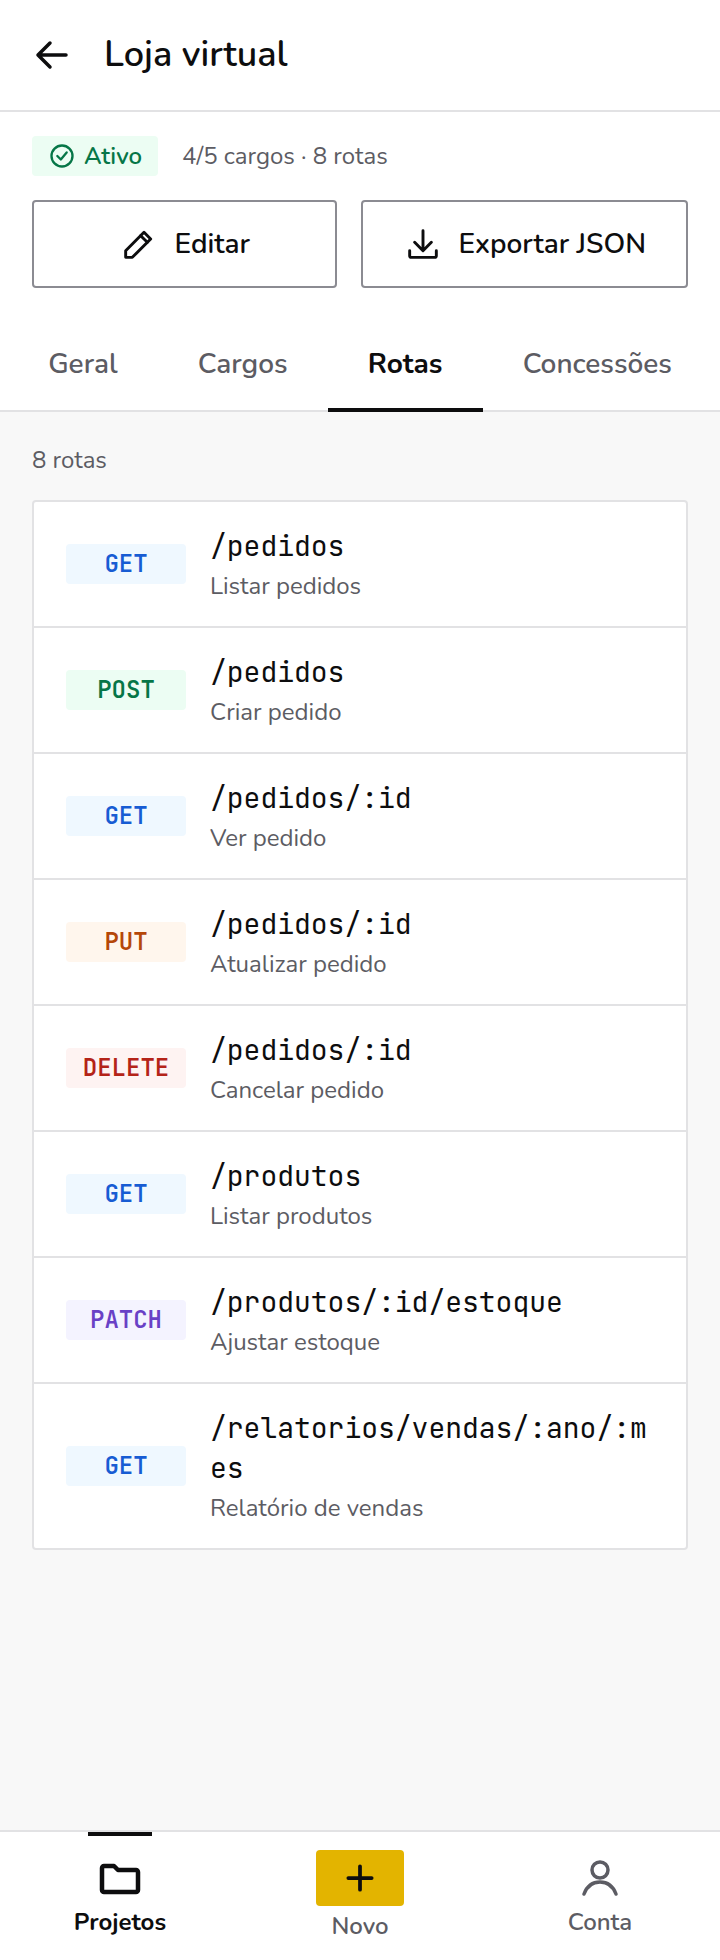 Loja virtual
Ativo
4/5 cargos · 8 rotas
Editar
Exportar JSON
Geral
Cargos
Rotas
Concessões
8 rotas
GET
/pedidos
Listar pedidos
POST
/pedidos
Criar pedido
GET
/pedidos/:id
Ver pedido
PUT
/pedidos/:id
Atualizar pedido
DELETE
/pedidos/:id
Cancelar pedido
GET
/produtos
Listar produtos
PATCH
/produtos/:id/estoque
Ajustar estoque
GET
/relatorios/vendas/:ano/:m
es
Relatório de vendas
Projetos
Novo
Conta